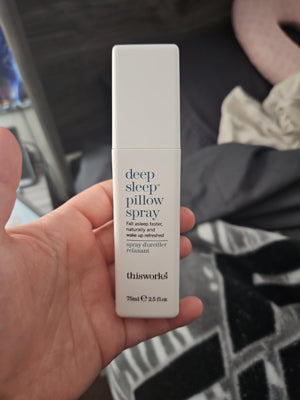 deep
sleep™
pillow
spray
Fall asleep faster,
naturally and
wake up refreshed
spray d'oreiller
relaxant
thisworks®
75ml ℮ 2.5 fl.oz